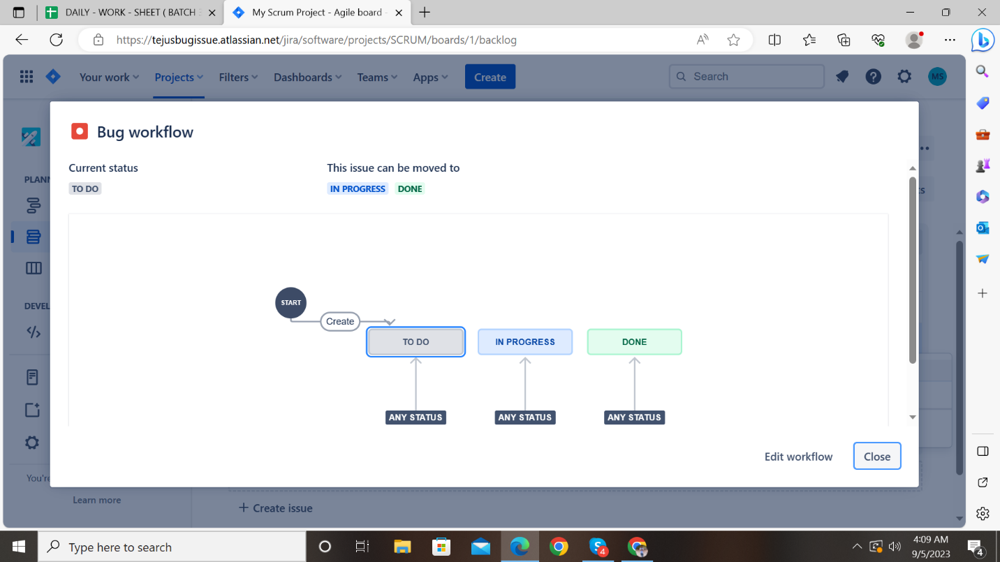 DAILY - WORK - SHEET ( BATCH 3
My Scrum Project - Agile board -
https://tejusbugissue.atlassian.net/jira/software/projects/SCRUM/boards/1/backlog
Your work Projects Filters Dashboards Teams Apps Create Search MS
Bug workflow
Current status This issue can be moved to
TO DO IN PROGRESS DONE
PLANN
START
Create
TO DO IN PROGRESS DONE
DEVEL
ANY STATUS ANY STATUS ANY STATUS
Edit workflow Close
You're
Learn more
+ Create issue
Type here to search
4
4:09 AM
9/5/2023
4